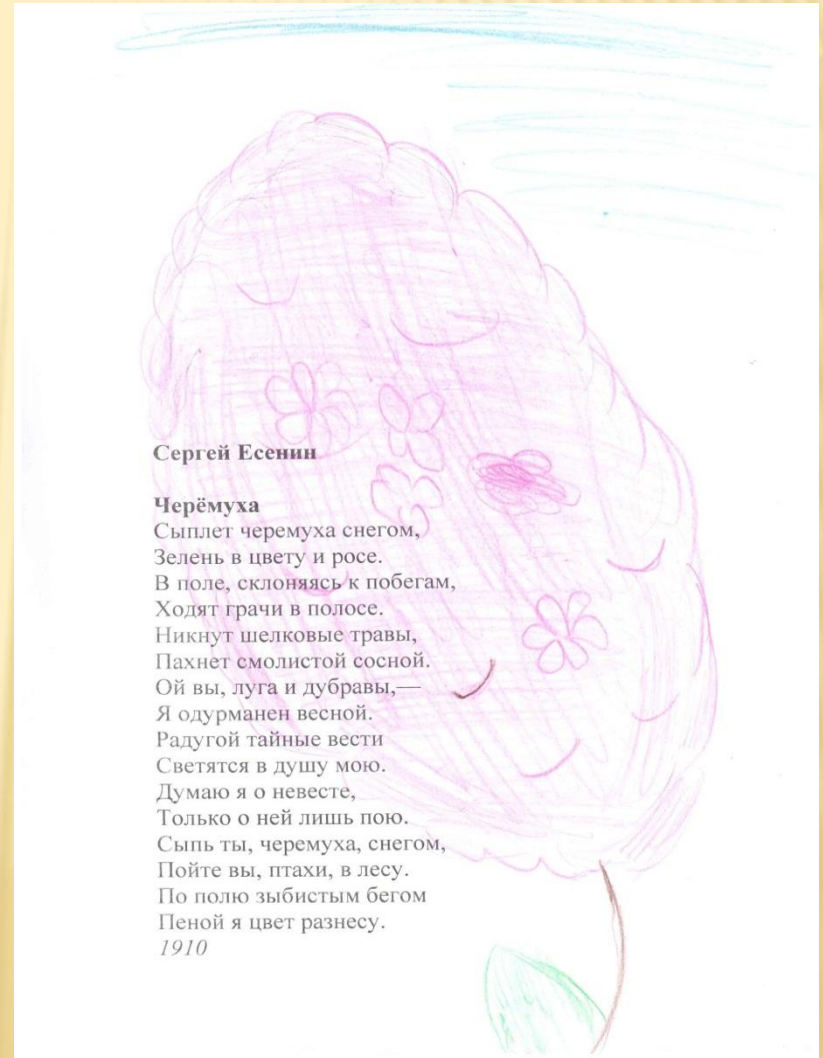 Сергей Есенин
Черёмуха
Сыплет черемуха снегом,
Зелень в цвету и росе.
В поле, склоняясь к побегам,
Ходят грачи в полосе.
Никнут шелковые травы,
Пахнет смолистой сосной.
Ой вы, луга и дубравы,—
Я одурманен весной.
Радугой тайные вести
Светятся в душу мою.
Думаю я о невесте,
Только о ней лишь пою.
Сыпь ты, черемуха, снегом,
Пойте вы, птахи, в лесу.
По полю зыбистым бегом
Пеной я цвет разнесу.
1910